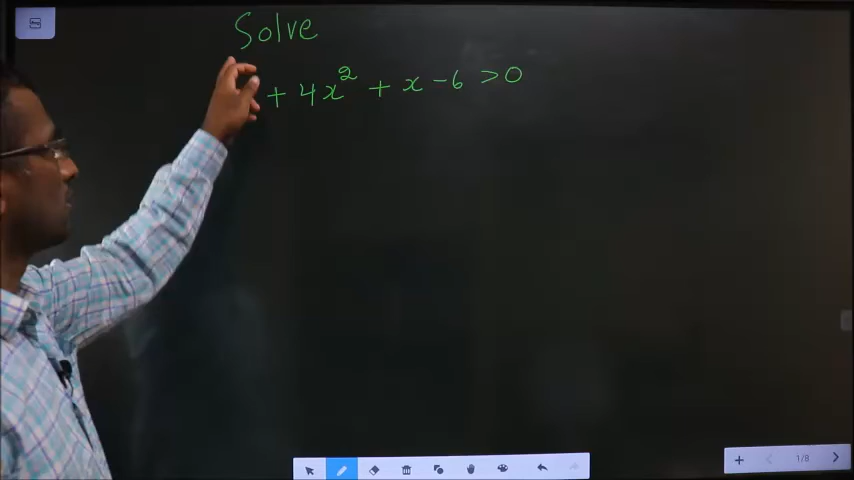 Solve
+ 4x² + x - 6 > 0
1/8